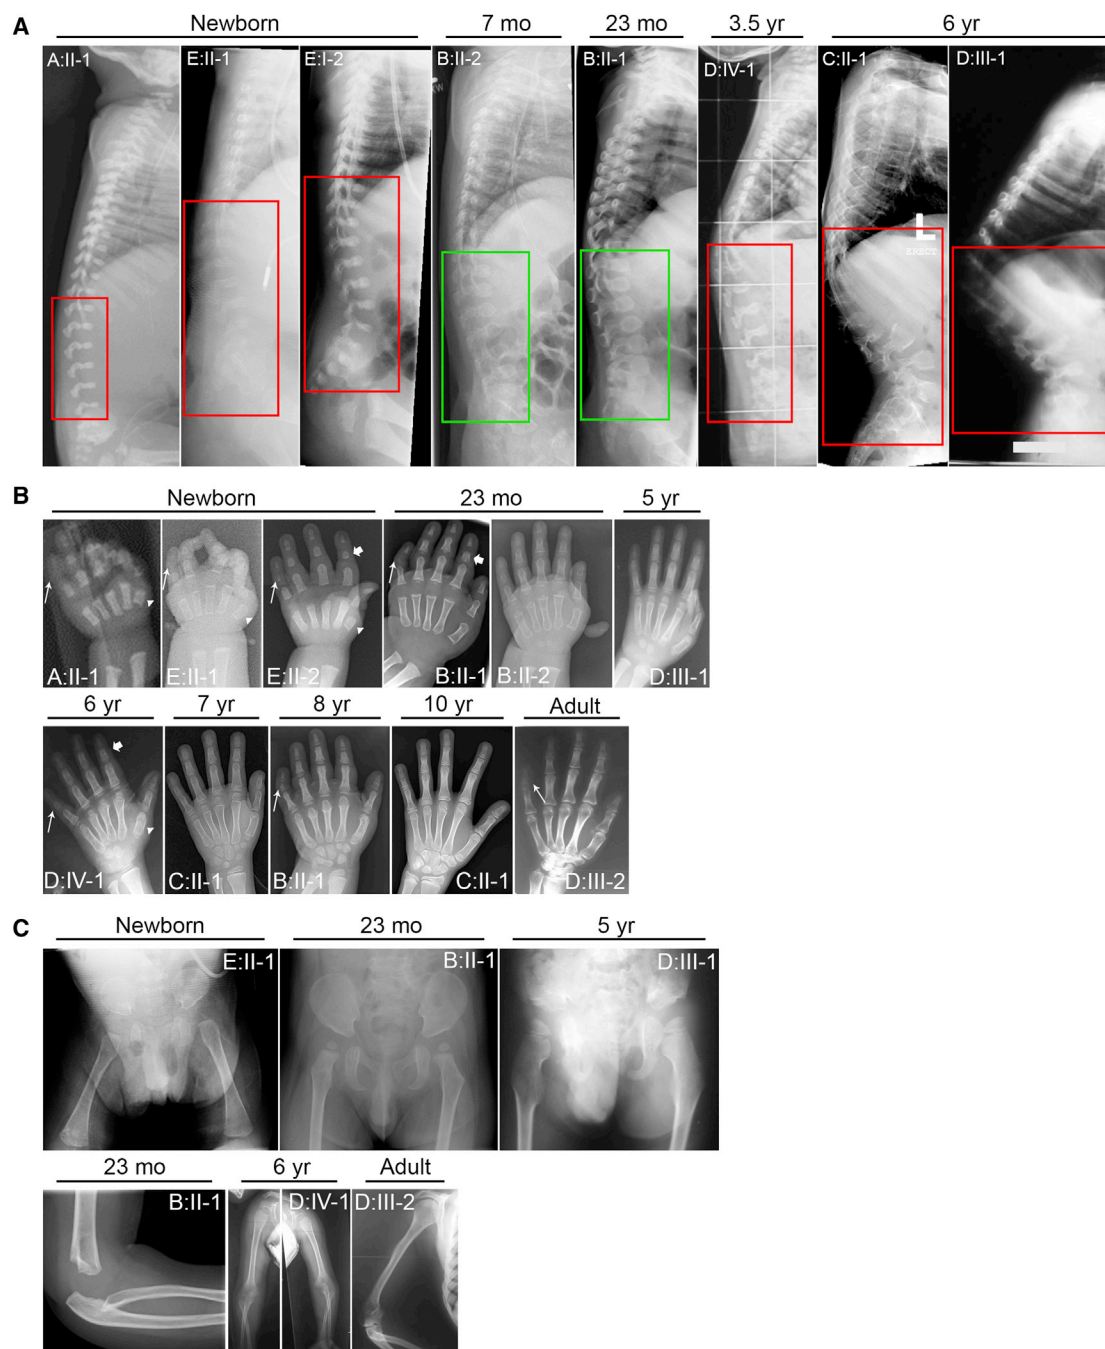 A
Newborn 7 mo 23 mo 3.5 yr 6 yr
A:II-1 E:II-1 E:I-2 B:II-2 B:II-1 D:IV-1 C:II-1 D:III-1
L
ERECT
B
Newborn 23 mo 5 yr
A:II-1 E:II-1 E:II-2 B:II-1 B:II-2 D:III-1
6 yr 7 yr 8 yr 10 yr Adult
D:IV-1 C:II-1 B:II-1 C:II-1 D:III-2
C
Newborn 23 mo 5 yr
E:II-1 B:II-1 D:III-1
23 mo 6 yr Adult
B:II-1 D:IV-1 D:III-2